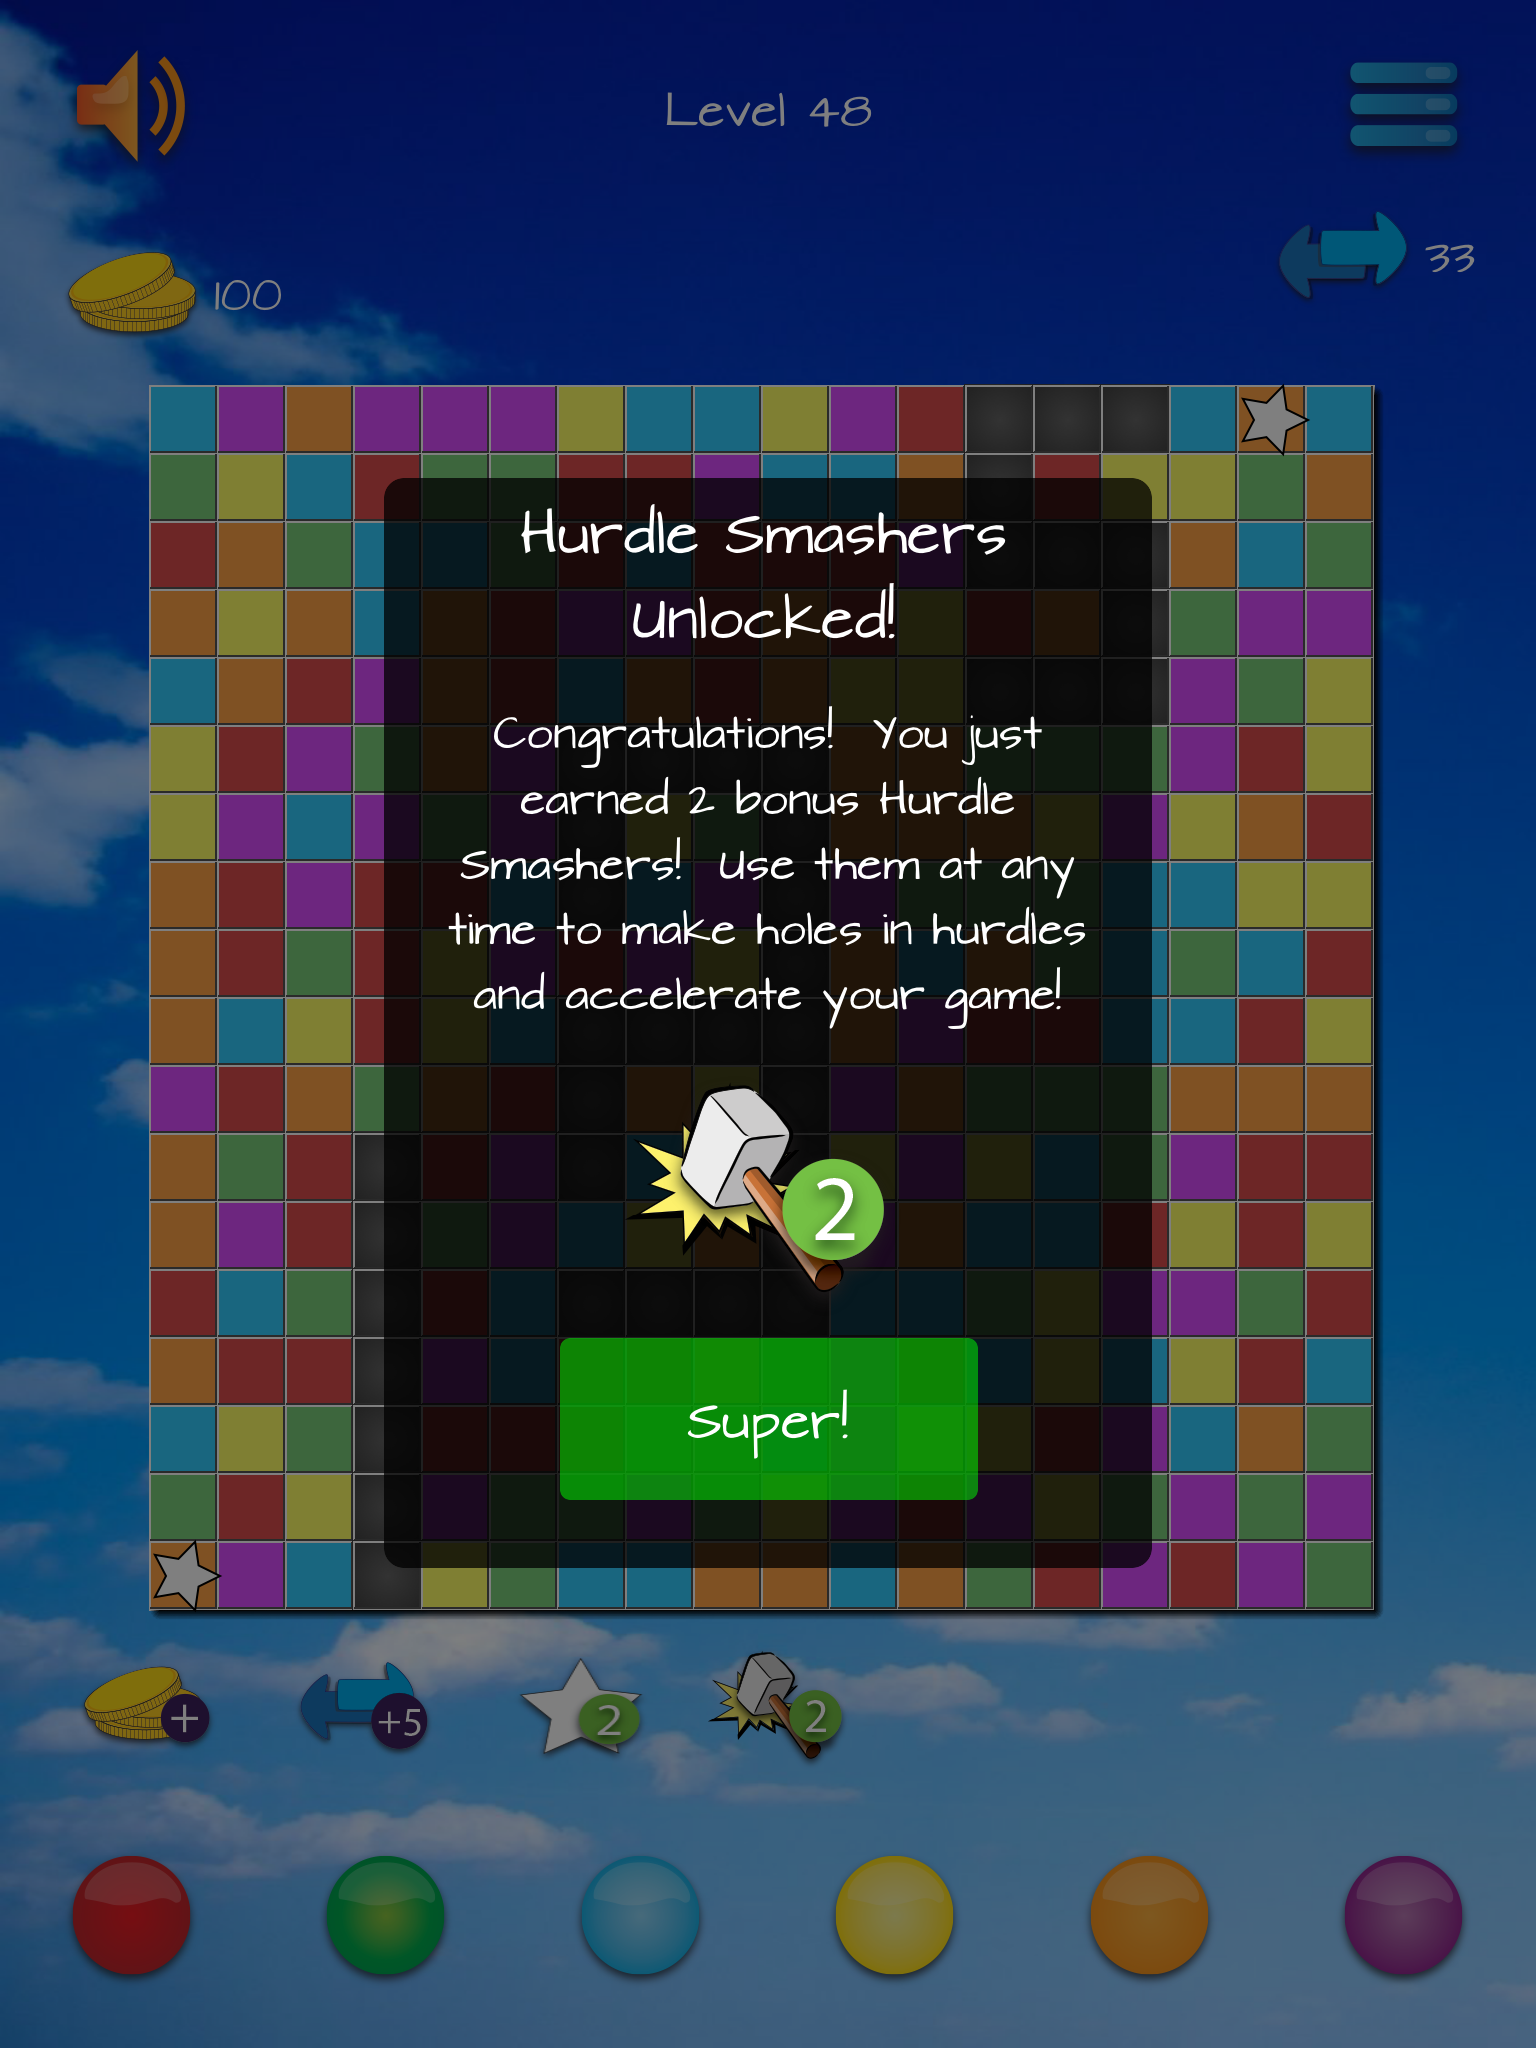 Level 48
33
100
Hurdle Smashers
Unlocked!
Congratulations! You just
earned 2 bonus Hurdle
Smashers! Use them at any
time to make holes in hurdles
and accelerate your game!
2
Super!
+
+5
2
2